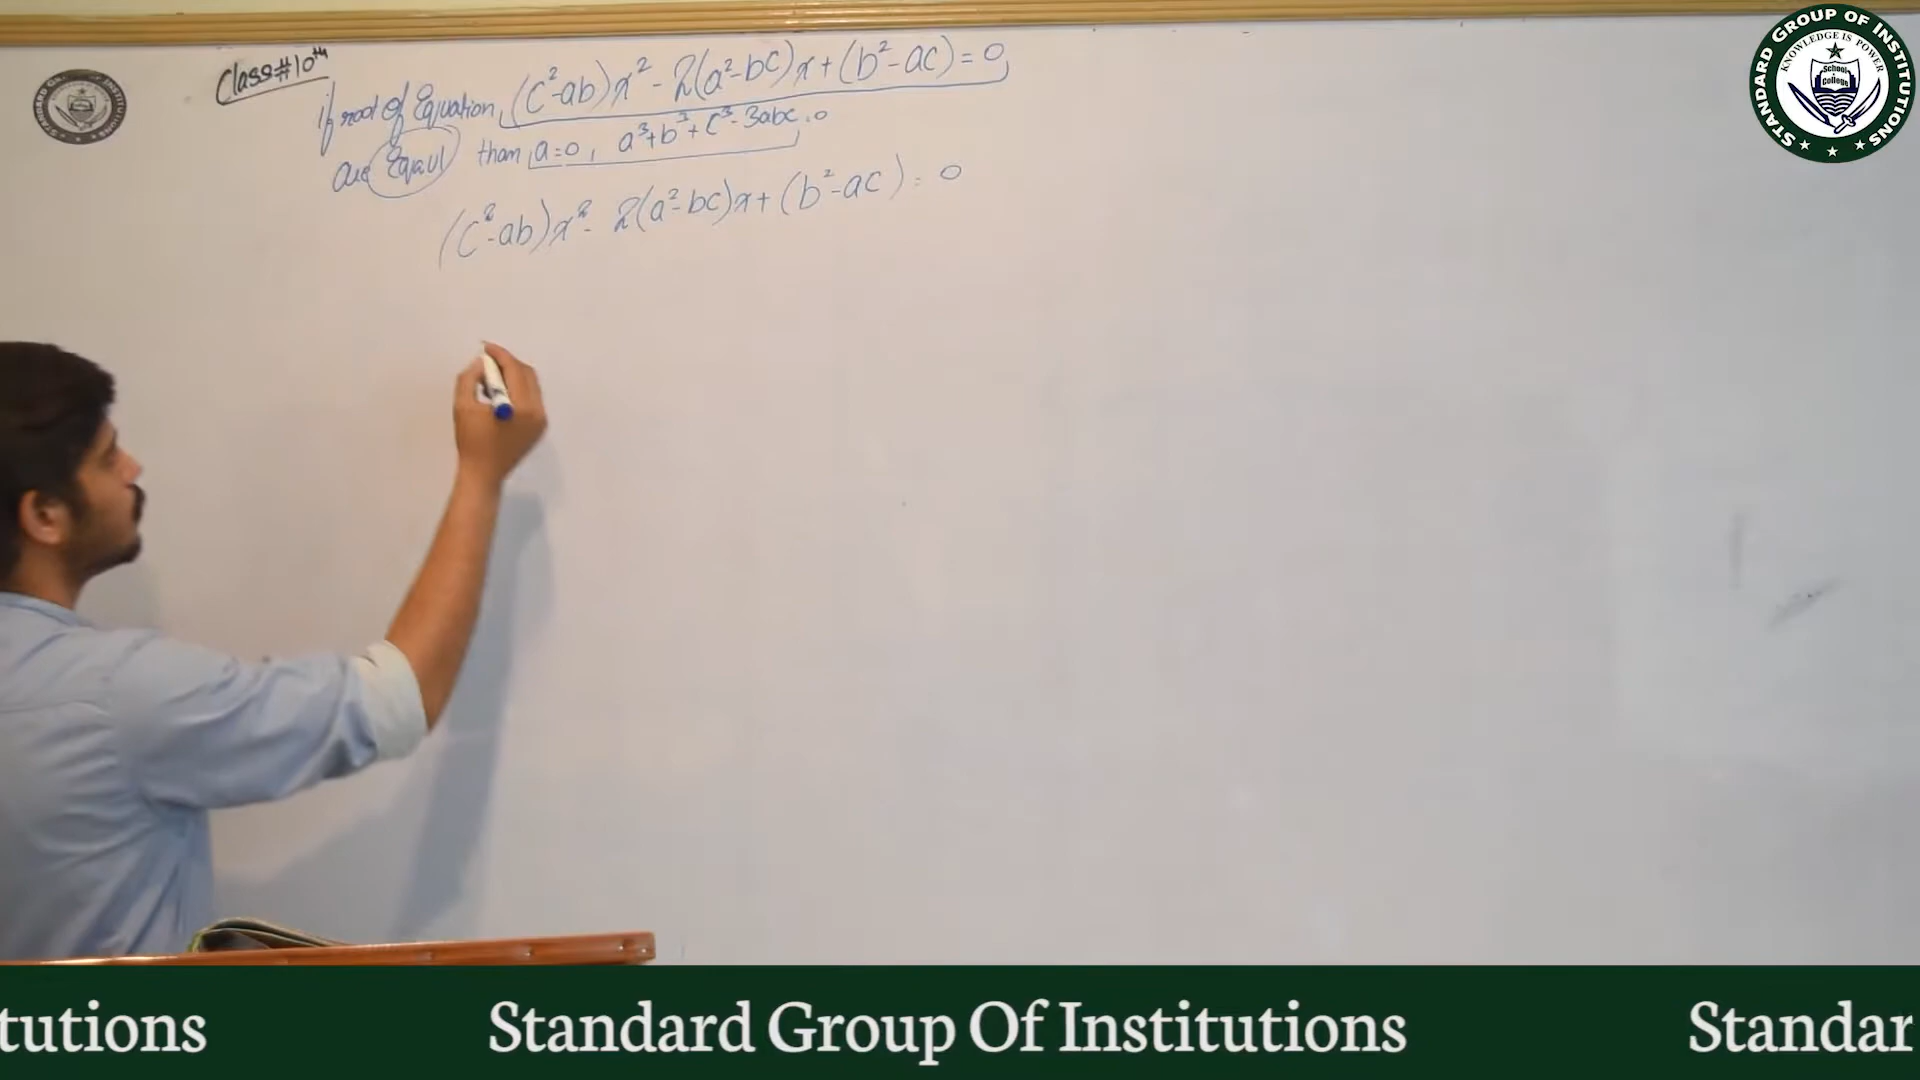 Class#10th
If root of Equation, (c²-ab)x² - 2(a²-bc)x + (b²-ac) = 0
are Equal than, a=0, a³+b³+c³-3abc.0
(c²-ab)x² - 2(a²-bc)x + (b²-ac) = 0
STANDARD GROUP OF INSTITUTIONS
KNOWLEDGE IS POWER
School
College
tutions Standard Group Of Institutions Standar